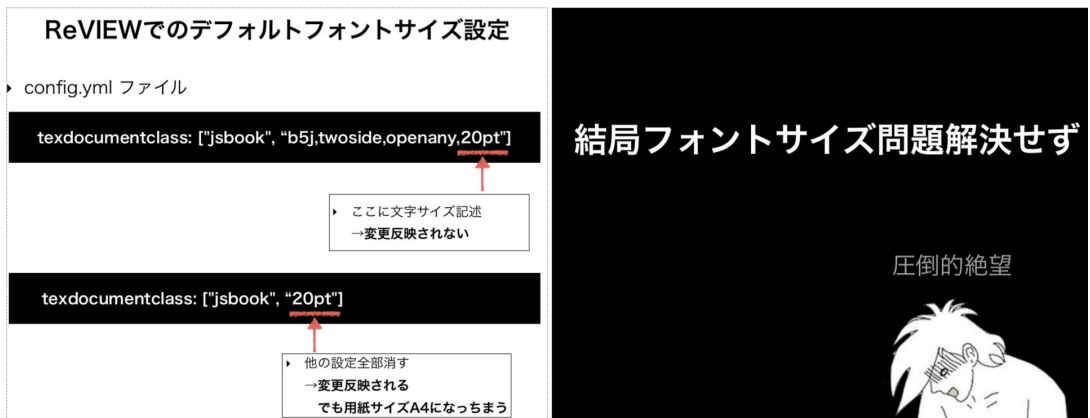 ReVIEWでのデフォルトフォントサイズ設定
config.yml ファイル
texdocumentclass: ["jsbook", “b5j,twoside,openany,20pt"]
ここに文字サイズ記述
→変更反映されない
texdocumentclass: ["jsbook", “20pt"]
他の設定全部消す
→変更反映される
でも用紙サイズA4になっちまう
結局フォントサイズ問題解決せず
圧倒的絶望